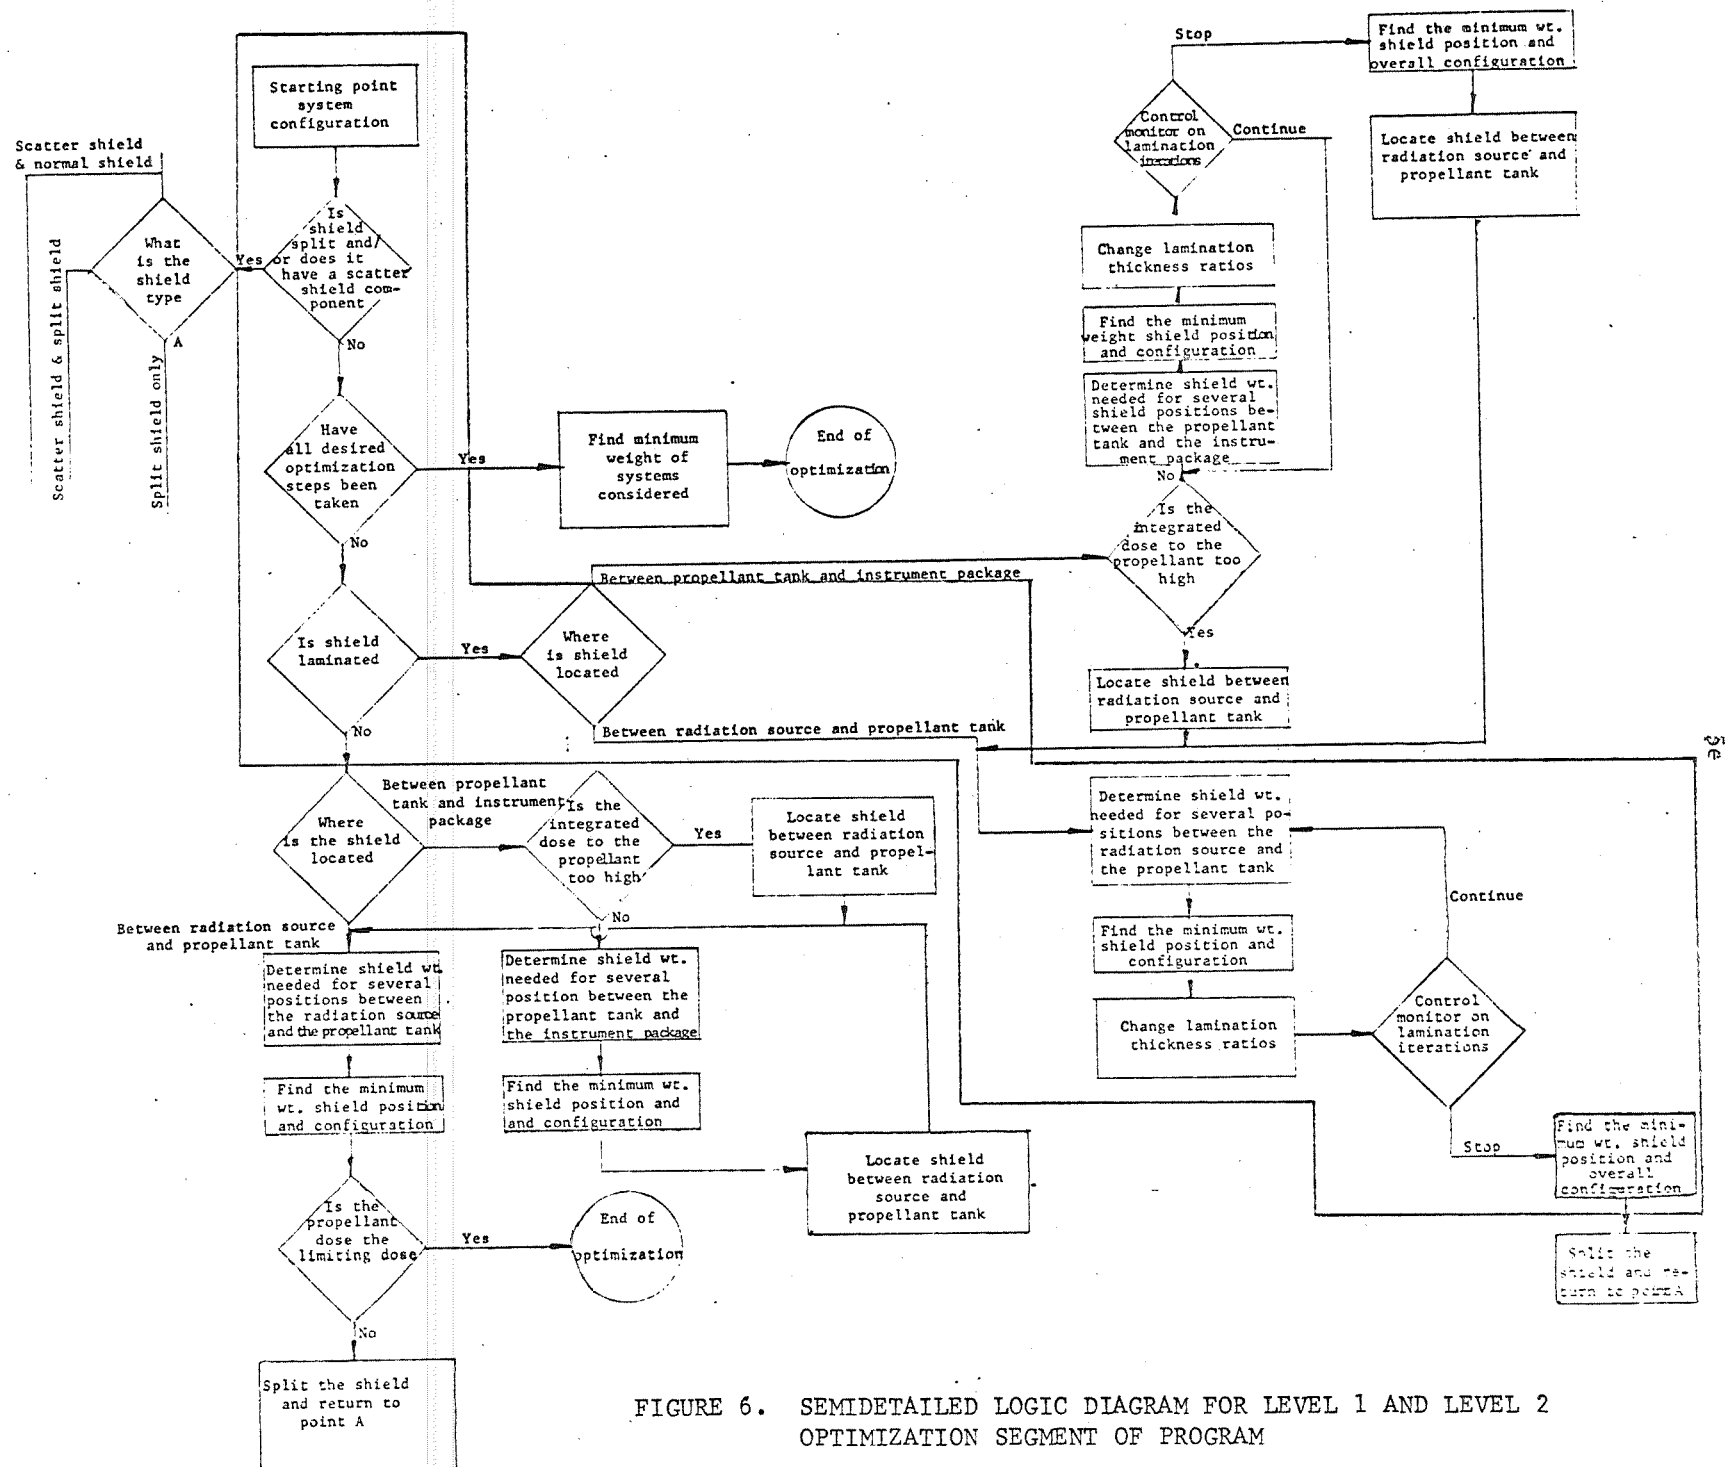 Starting point
system
configuration
Scatter shield
& normal shield
Scatter shield & split shield
What
is the
shield
type
A
Split shield only
Yes
Is
shield
split and/
or does it
have a scatter
shield com-
ponent
No
Have
all desired
optimization
steps been
taken
Yes
Find minimum
weight of
systems
considered
End of
optimization
No
Is shield
laminated
Yes
Where
is shield
located
Between propellant tank and instrument package
Between radiation source and propellant tank
No
Where
is the shield
located
Between propellant
tank and instrument
package
Is the
integrated
dose to the
propellant
too high
Yes
Locate shield
between radiation
source and propel-
lant tank
No
Between radiation source
and propellant tank
Determine shield wt.
needed for several
positions between
the radiation source
and the propellant tank
Determine shield wt.
needed for several
position between the
propellant tank and
the instrument package
Find the minimum
wt. shield position
and configuration
Find the minimum wt.
shield position and
and configuration
Locate shield
between radiation
source and
propellant tank
Is the
propellant
dose the
limiting dose
Yes
End of
optimization
No
Split the shield
and return to
point A
Stop
Find the minimum wt.
shield position and
overall configuration
Control
monitor on
lamination
iterations
Continue
Locate shield between
radiation source and
propellant tank
Change lamination
thickness ratios
Find the minimum
weight shield position
and configuration
Determine shield wt.
needed for several
shield positions be-
tween the propellant
tank and the instru-
ment package
No
Is the
integrated
dose to the
propellant too
high
Yes
Locate shield between
radiation source and
propellant tank
Determine shield wt.
needed for several po-
sitions between the
radiation source and
the propellant tank
Find the minimum wt.
shield position and
configuration
Change lamination
thickness ratios
Continue
Control
monitor on
lamination
iterations
Stop
Find the mini-
mum wt. shield
position and
overall
configuration
Split the
shield and re-
turn to point A
FIGURE 6. SEMIDETAILED LOGIC DIAGRAM FOR LEVEL 1 AND LEVEL 2
OPTIMIZATION SEGMENT OF PROGRAM